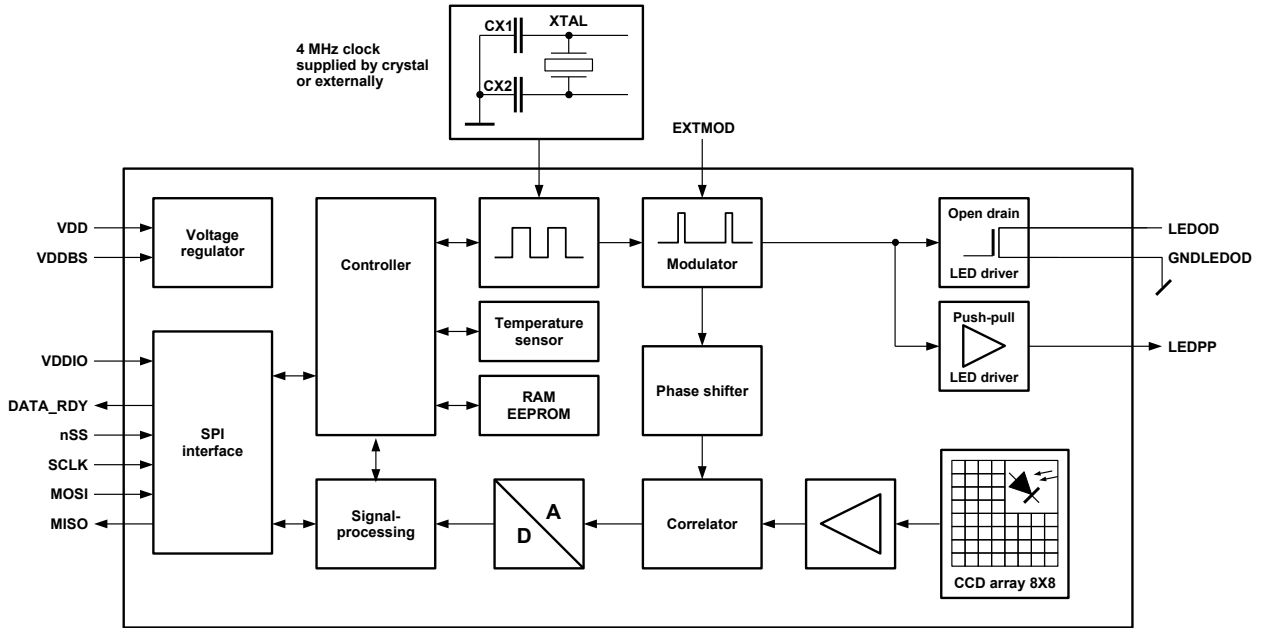 CX1
XTAL
4 MHz clock
supplied by crystal
or externally
CX2
EXTMOD
VDD
VDDBS
Voltage
regulator
Controller
Modulator
Open drain
LED driver
LEDOD
GNDLEDOD
Temperature
sensor
Push-pull
LED driver
LEDPP
VDDIO
DATA_RDY
nSS
SCLK
MOSI
MISO
SPI
interface
RAM
EEPROM
Phase shifter
Signal-
processing
A
D
Correlator
CCD array 8X8